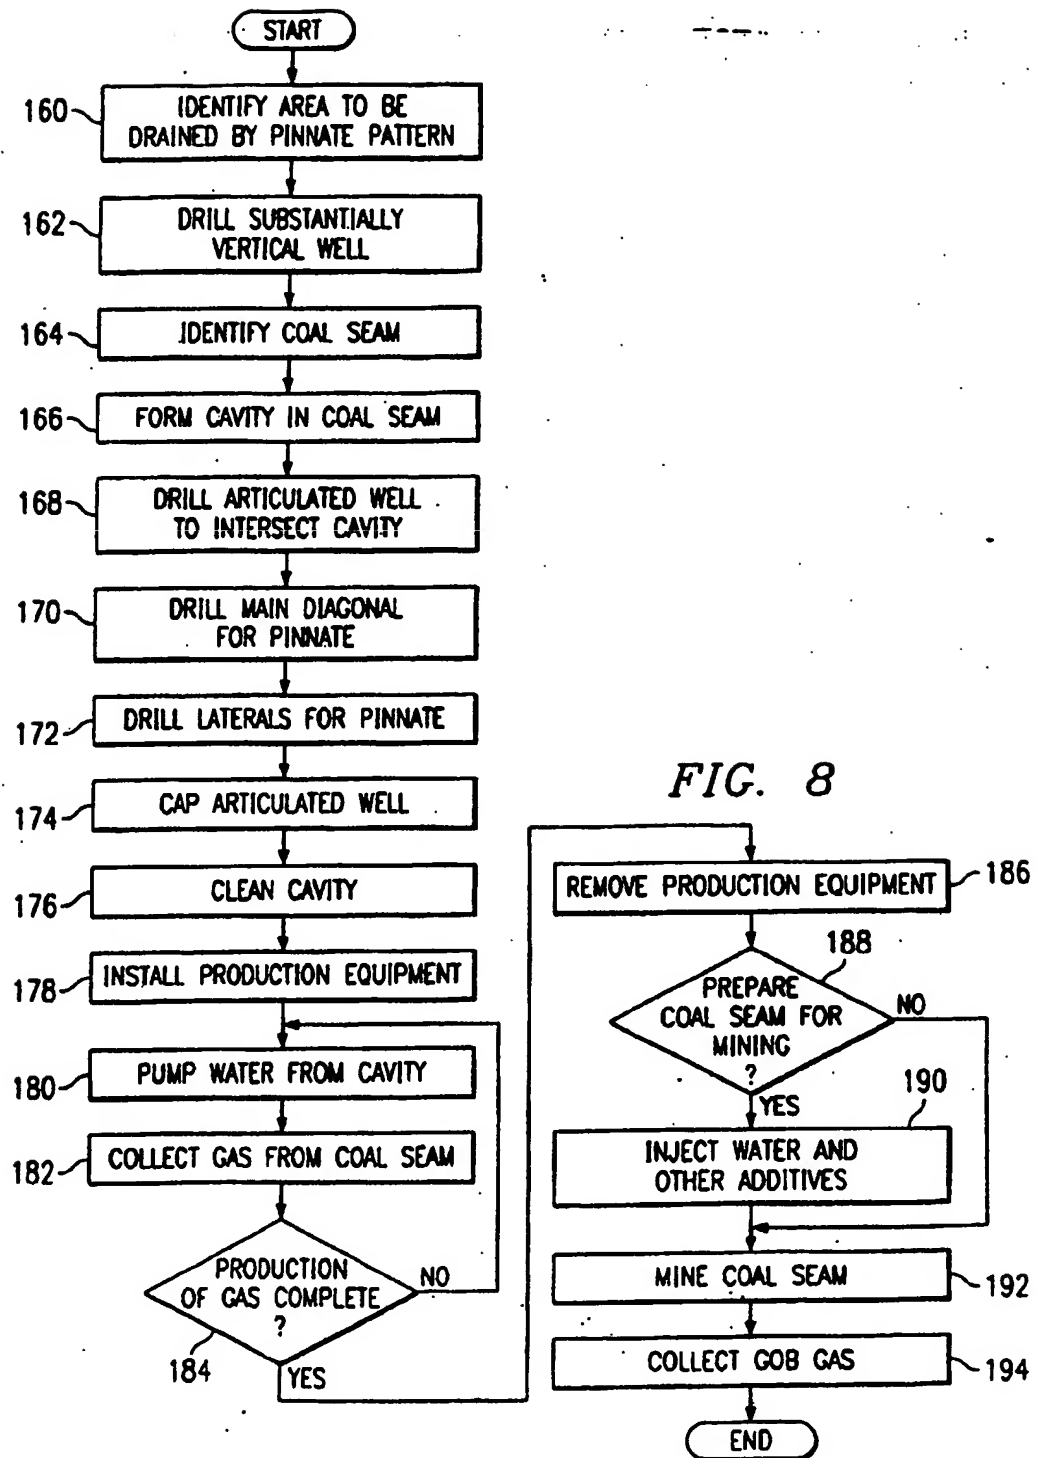 START
160
IDENTIFY AREA TO BE
DRAINED BY PINNATE PATTERN
162
DRILL SUBSTANTIALLY
VERTICAL WELL
164
IDENTIFY COAL SEAM
166
FORM CAVITY IN COAL SEAM
168
DRILL ARTICULATED WELL
TO INTERSECT CAVITY
170
DRILL MAIN DIAGONAL
FOR PINNATE
172
DRILL LATERALS FOR PINNATE
174
CAP ARTICULATED WELL
176
CLEAN CAVITY
178
INSTALL PRODUCTION EQUIPMENT
180
PUMP WATER FROM CAVITY
182
COLLECT GAS FROM COAL SEAM
PRODUCTION
OF GAS COMPLETE
?
NO
184
YES
FIG. 8
REMOVE PRODUCTION EQUIPMENT
186
188
PREPARE
COAL SEAM FOR
MINING
?
NO
YES
190
INJECT WATER AND
OTHER ADDITIVES
MINE COAL SEAM
192
COLLECT GOB GAS
194
END